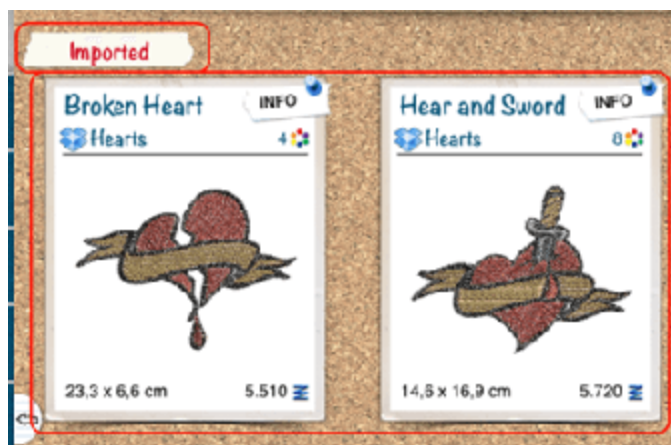 Imported
Broken Heart
INFO
Hearts
4
23,3 x 6,6 cm
5.510
Hear and Sword
INFO
Hearts
8
14,6 x 16,9 cm
5.720